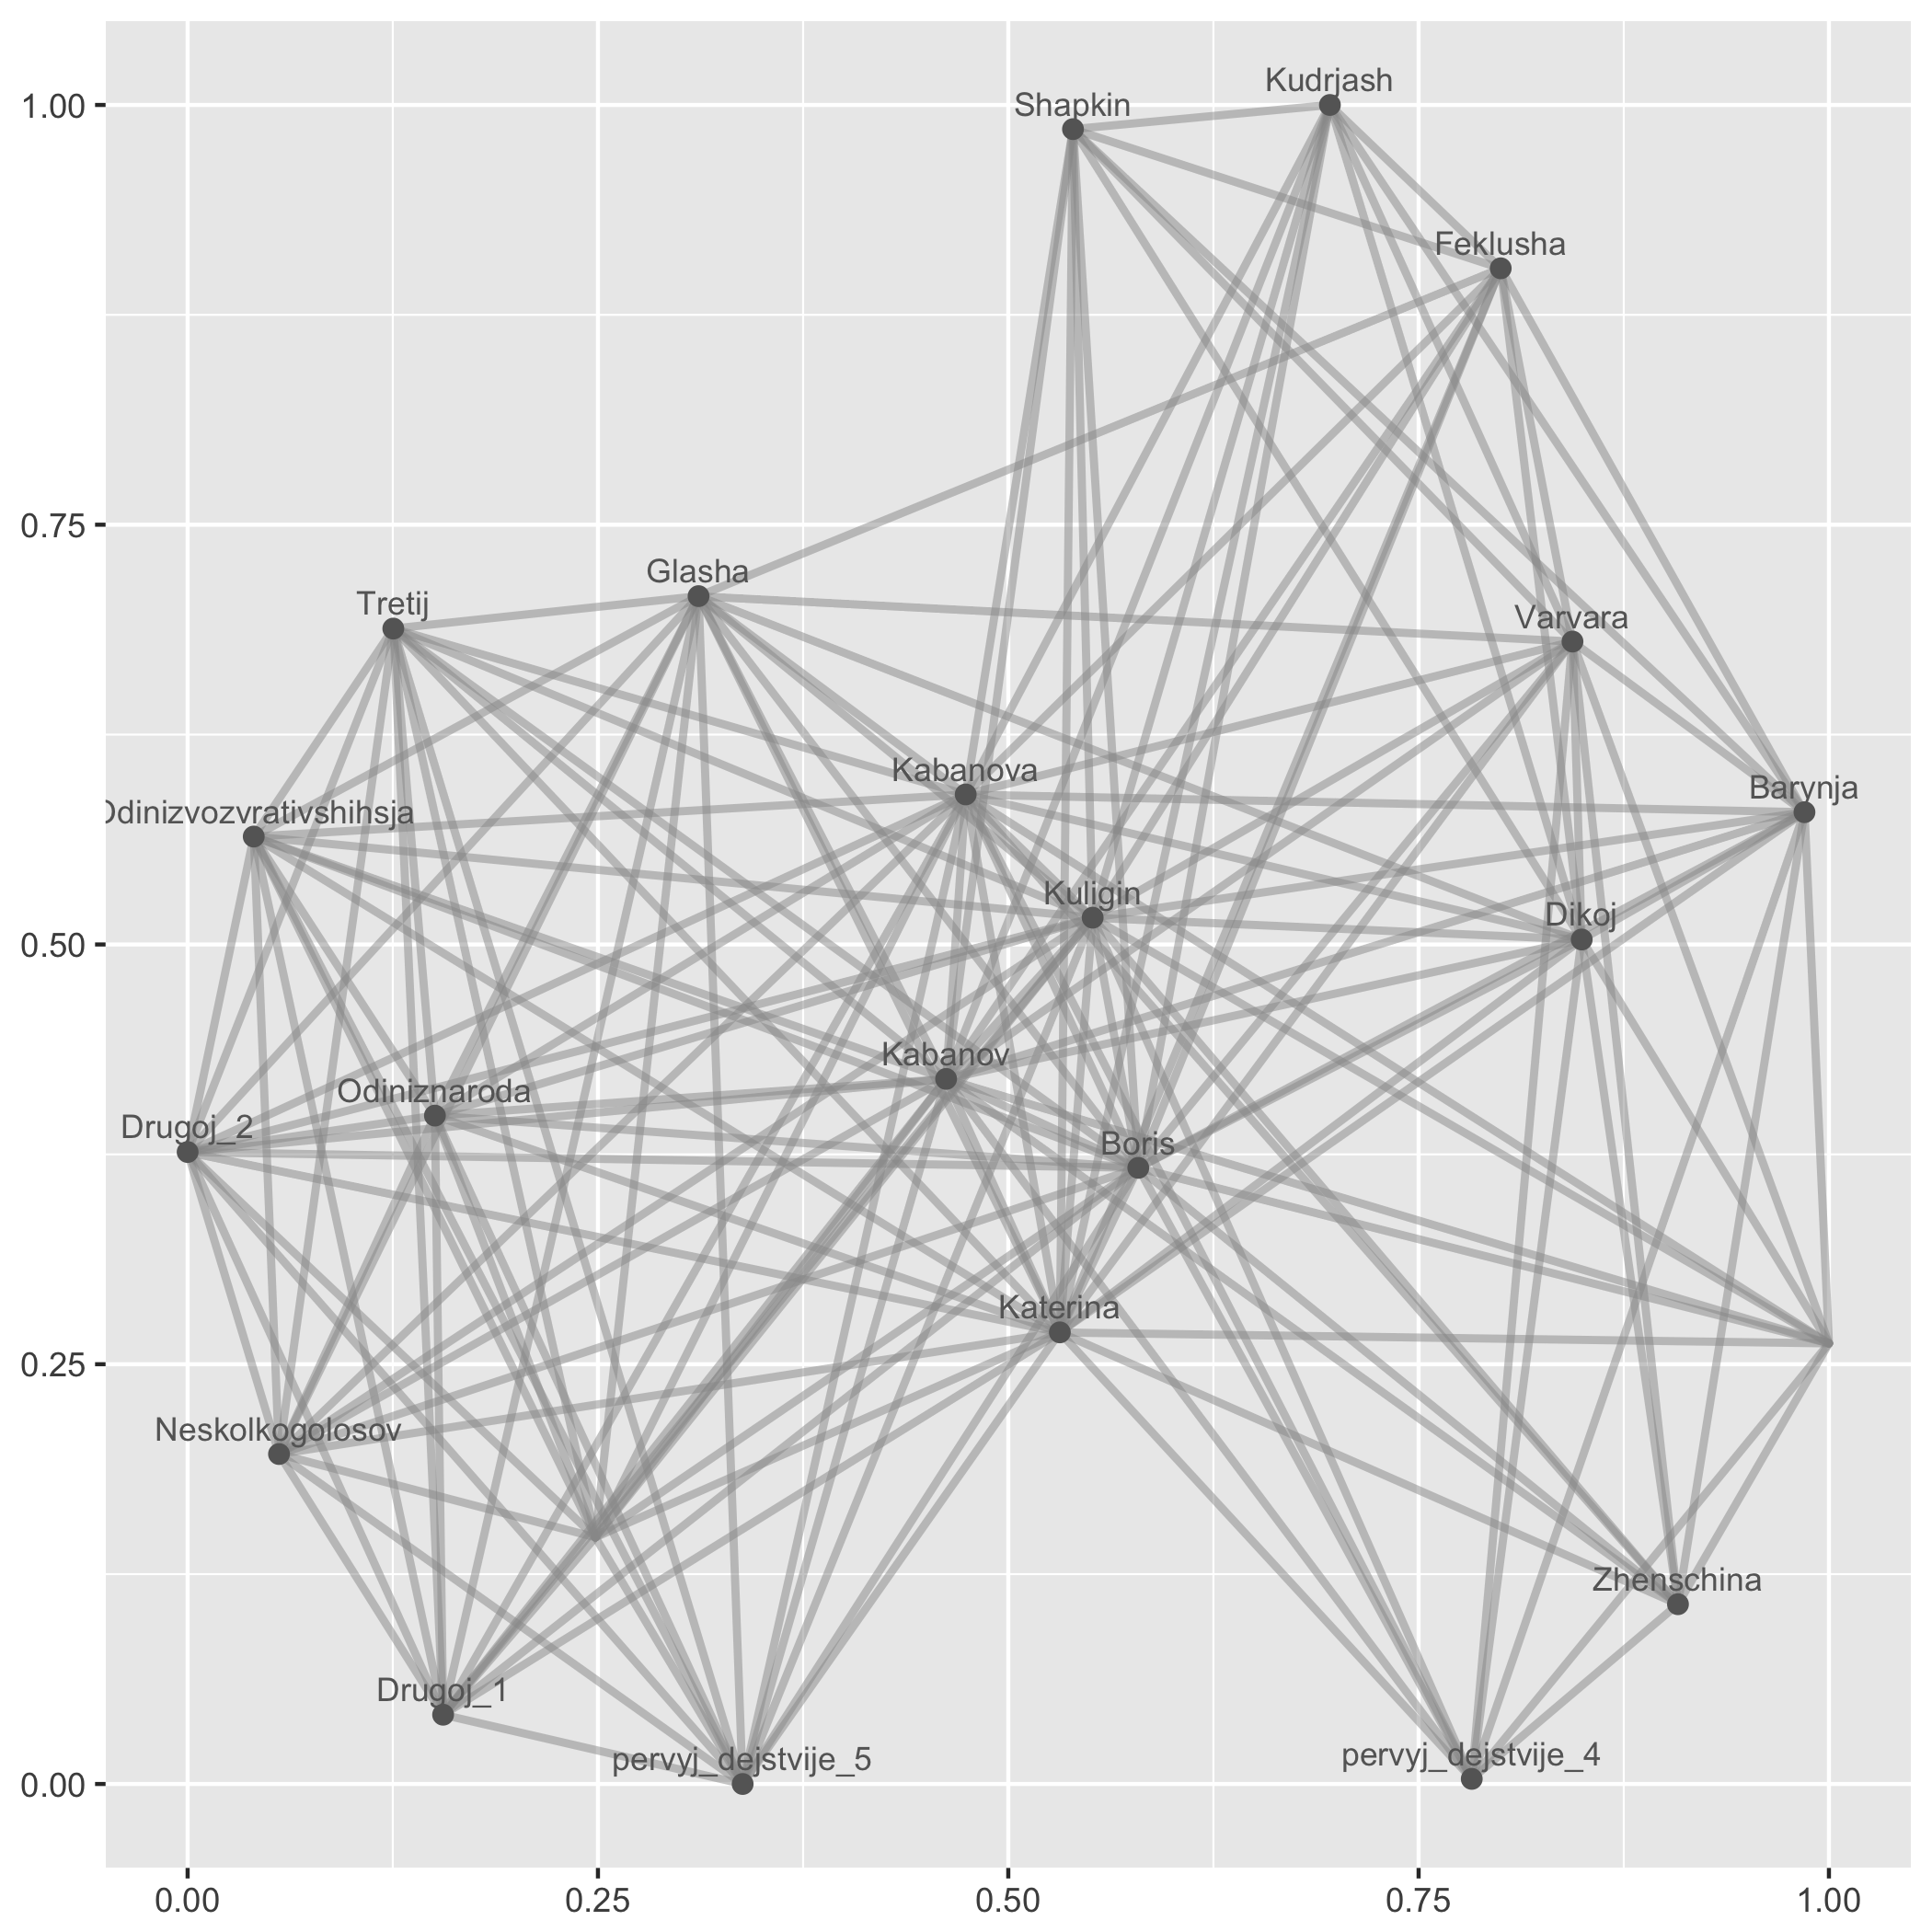 Kudrjash
1.00
Shapkin
Feklusha
0.75
Glasha
Tretij
Varvara
Kabanova
Barynja
Odinizvozvrativshihsja
Kuligin
Dikoj
0.50
Kabanov
Odiniznaroda
Drugoj_2
Boris
Katerina
0.25
Neskolkogolosov
Zhenschina
Drugoj_1
pervyj_dejstvije_5
pervyj_dejstvije_4
0.00
0.00 0.25 0.50 0.75 1.00